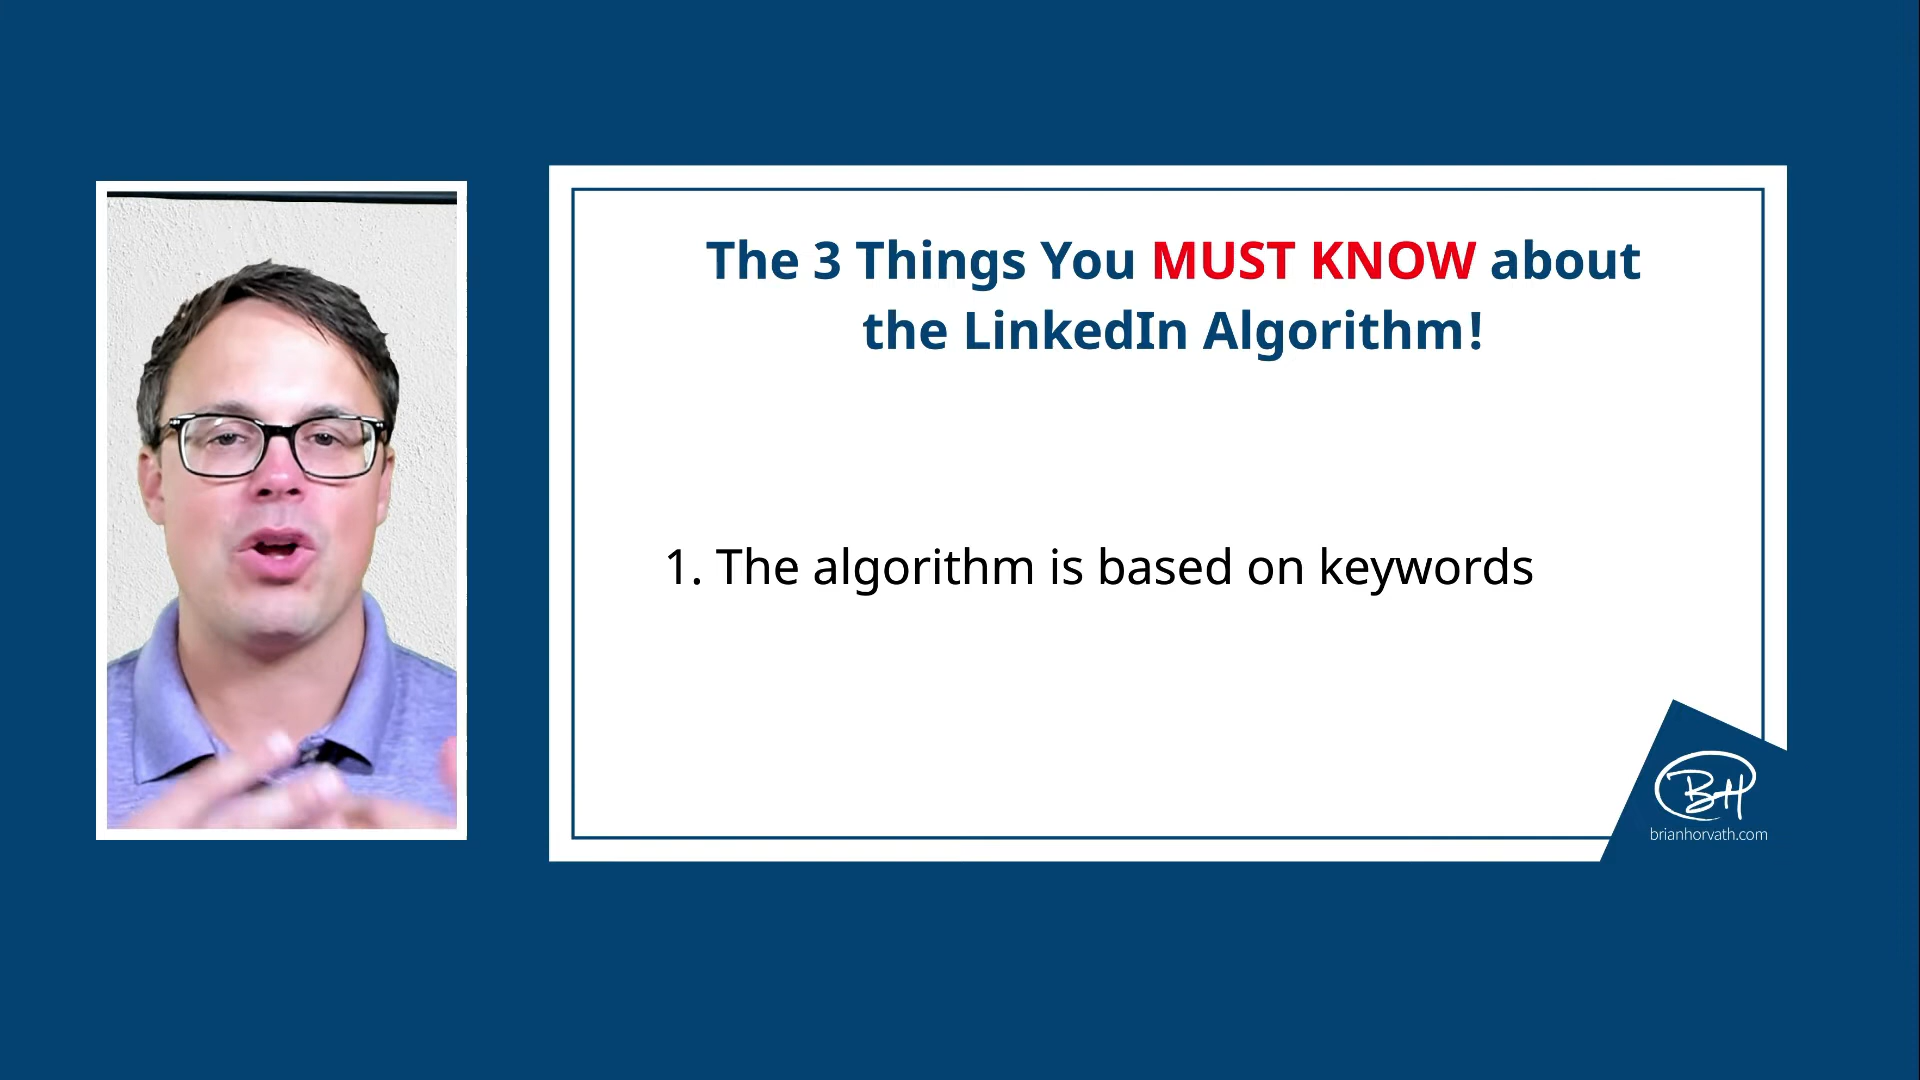 The 3 Things You MUST KNOW about
the LinkedIn Algorithm!
1. The algorithm is based on keywords
BH
brianhorvath.com